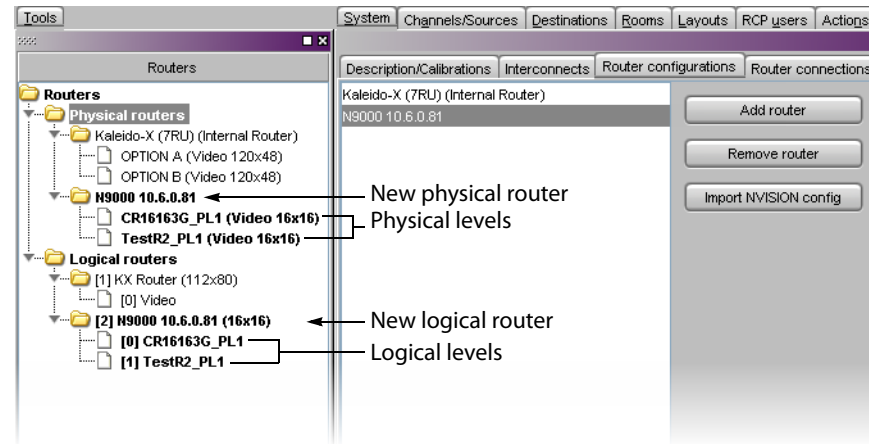 Tools
System
Channels/Sources
Destinations
Rooms
Layouts
RCP users
Actions
Routers
Description/Calibrations
Interconnects
Router configurations
Router connections
Routers
Physical routers
Kaleido-X (7RU) (Internal Router)
OPTION A (Video 120x48)
OPTION B (Video 120x48)
N9000 10.6.0.81
CR16163G_PL1 (Video 16x16)
TestR2_PL1 (Video 16x16)
Logical routers
[1] KX Router (112x80)
[0] Video
[2] N9000 10.6.0.81 (16x16)
[0] CR16163G_PL1
[1] TestR2_PL1
New physical router
Physical levels
New logical router
Logical levels
Kaleido-X (7RU) (Internal Router)
N9000 10.6.0.81
Add router
Remove router
Import NVISION config